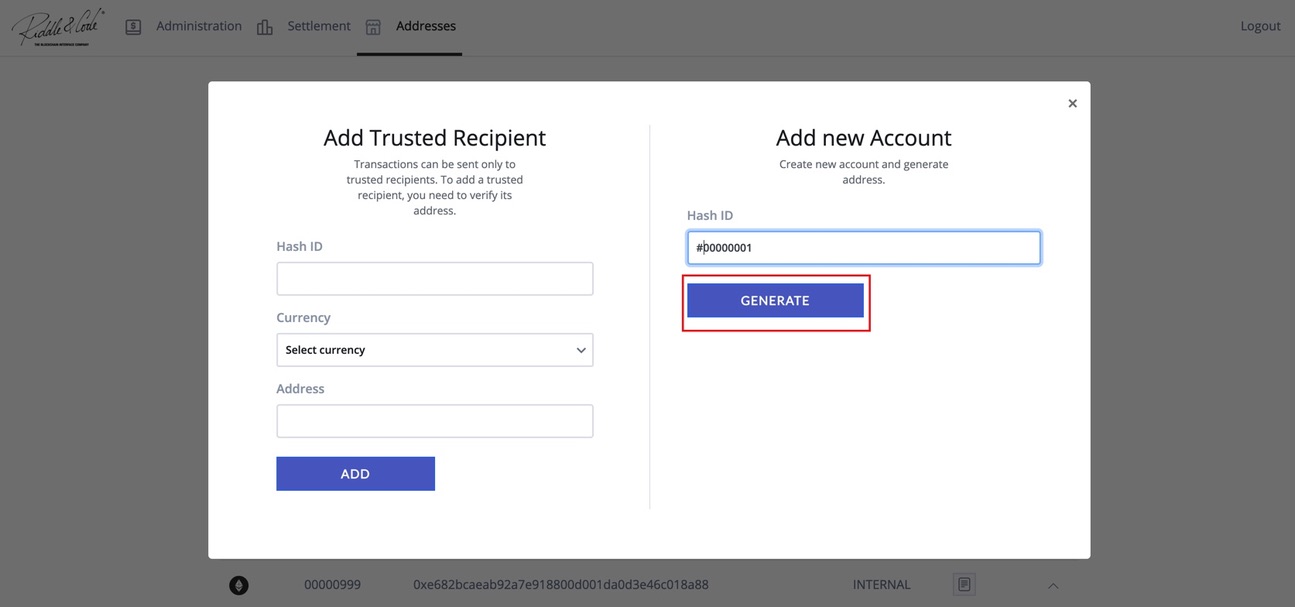 Riddle & Code
THE BLOCKCHAIN INTERFACE COMPANY
Administration
Settlement
Addresses
Logout
×
Add Trusted Recipient
Transactions can be sent only to
trusted recipients. To add a trusted
recipient, you need to verify its
address.
Hash ID
Currency
Select currency
Address
ADD
Add new Account
Create new account and generate
address.
Hash ID
#00000001
GENERATE
00000999
0xe682bcaeab92a7e918800d001da0d3e46c018a88
INTERNAL